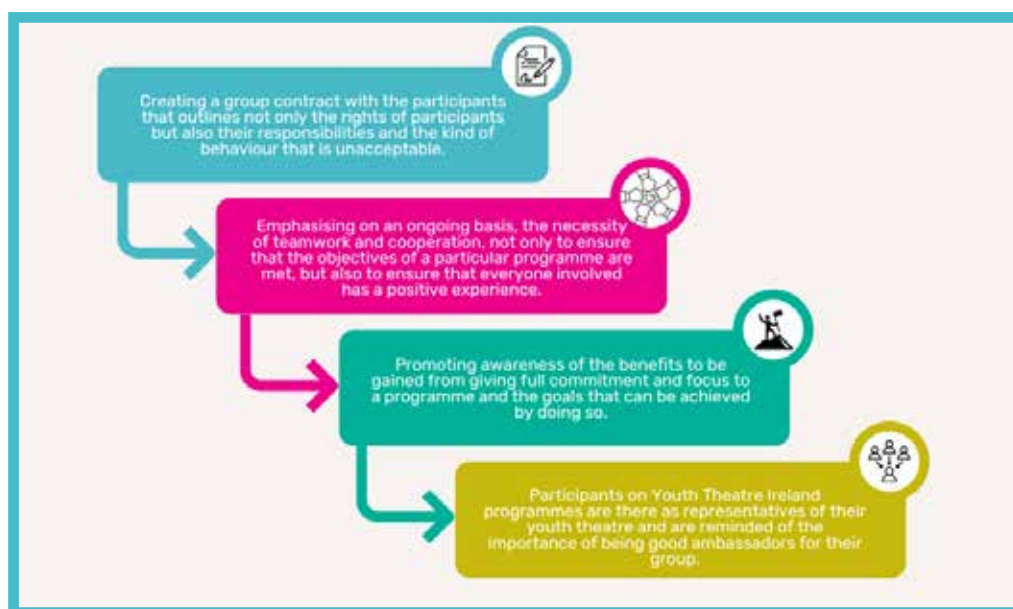 Creating a group contract with the participants
that outlines not only the rights of participants
but also their responsibilities and the kind of
behaviour that is unacceptable.
Emphasising on an ongoing basis, the necessity
of teamwork and cooperation, not only to ensure
that the objectives of a particular programme are
met, but also to ensure that everyone involved
has a positive experience.
Promoting awareness of the benefits to be
gained from giving full commitment and focus to
a programme and the goals that can be achieved
by doing so.
Participants on Youth Theatre Ireland
programmes are there as representatives of their
youth theatre and are reminded of the
importance of being good ambassadors for their
group.